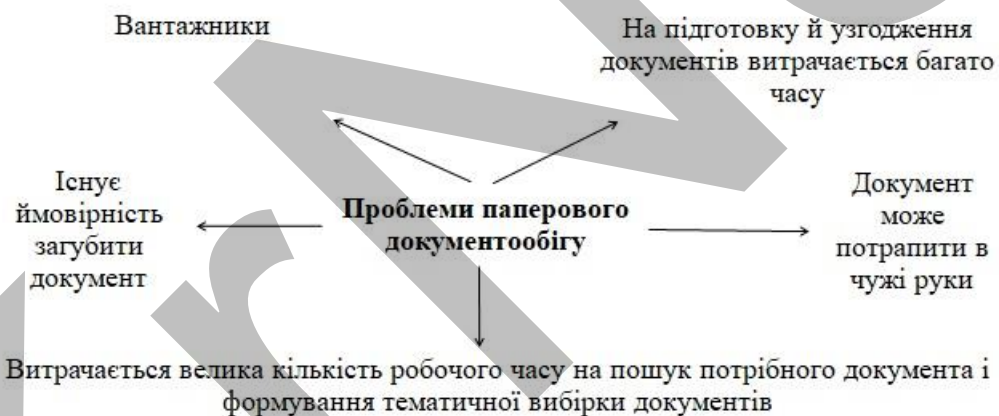 Вантажники
На підготовку й узгодження
документів витрачається багато
часу
Існує
ймовірність
загубити
документ
Проблеми паперового
документообігу
Документ
може
потрапити в
чужі руки
Витрачається велика кількість робочого часу на пошук потрібного документа і
формування тематичної вибірки документів